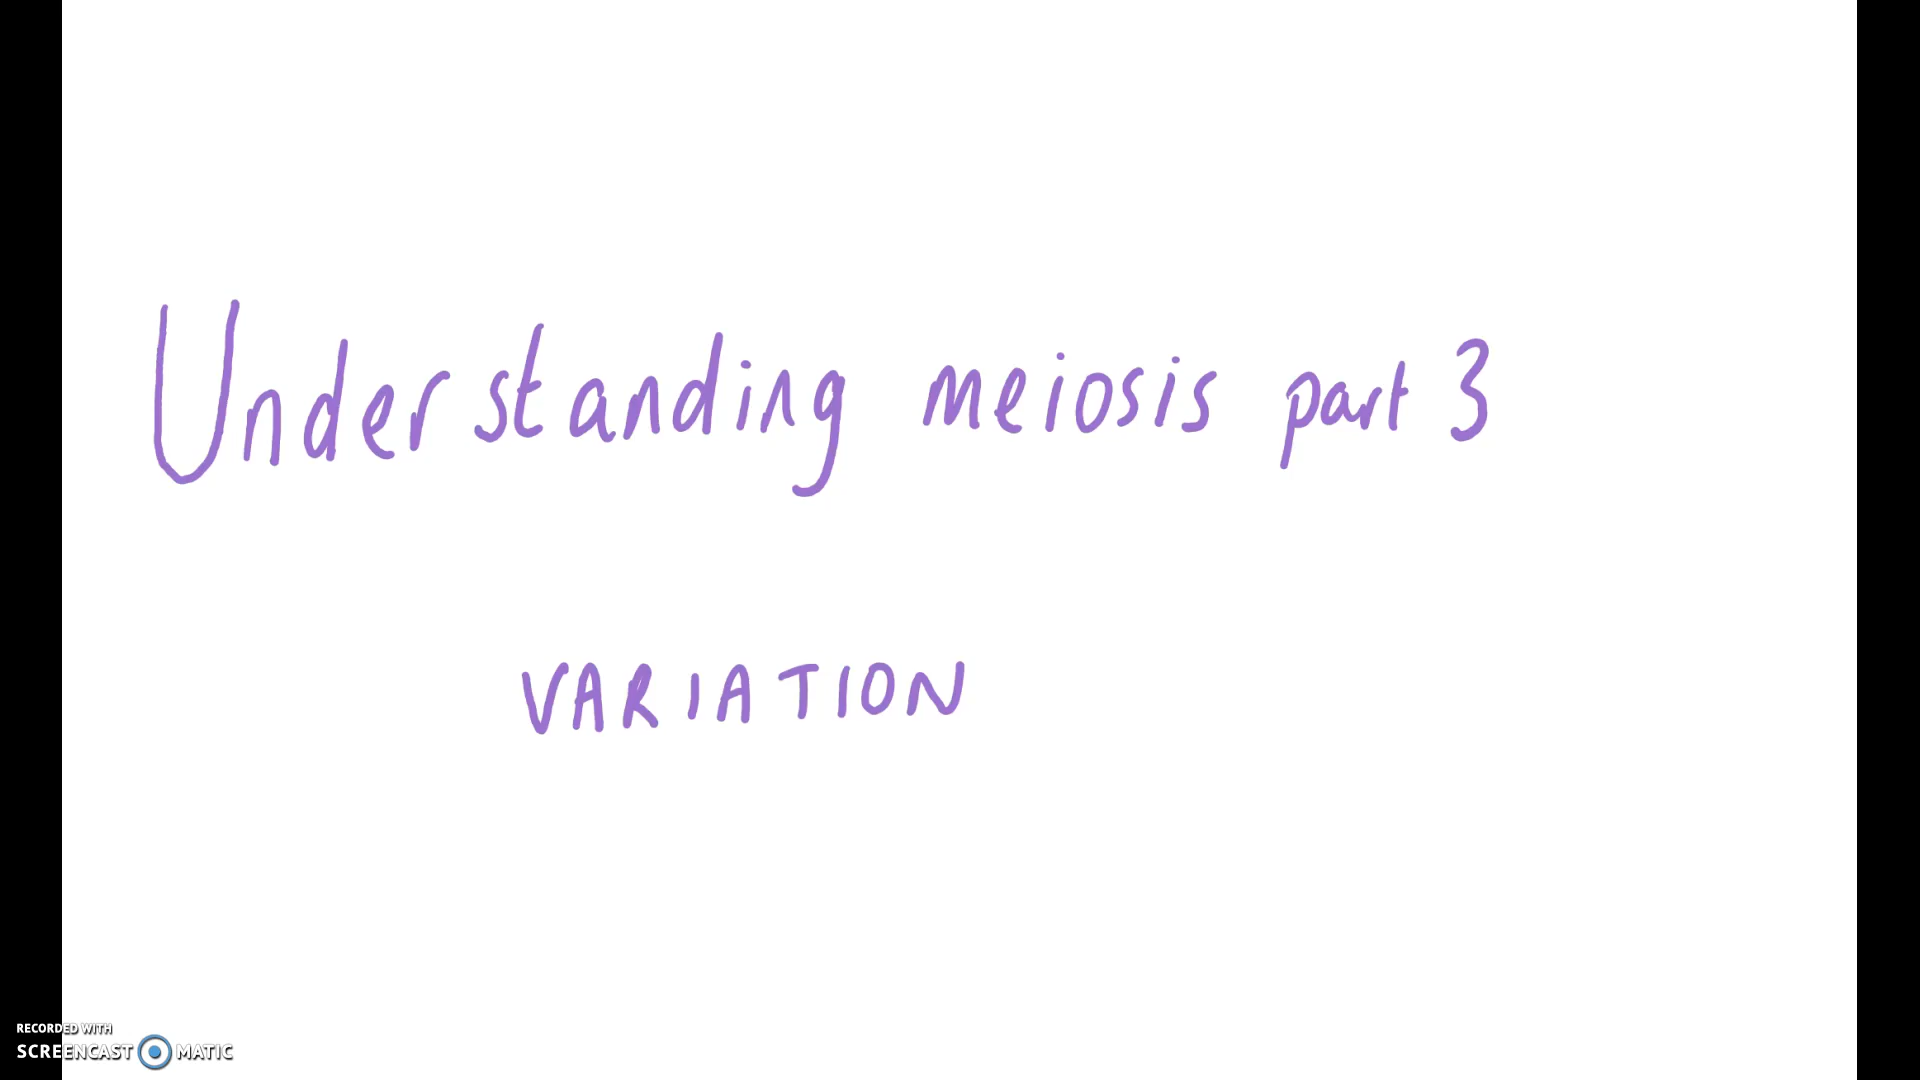 Understanding meiosis part 3
VARIATION
RECORDED WITH
SCREENCAST MATIC